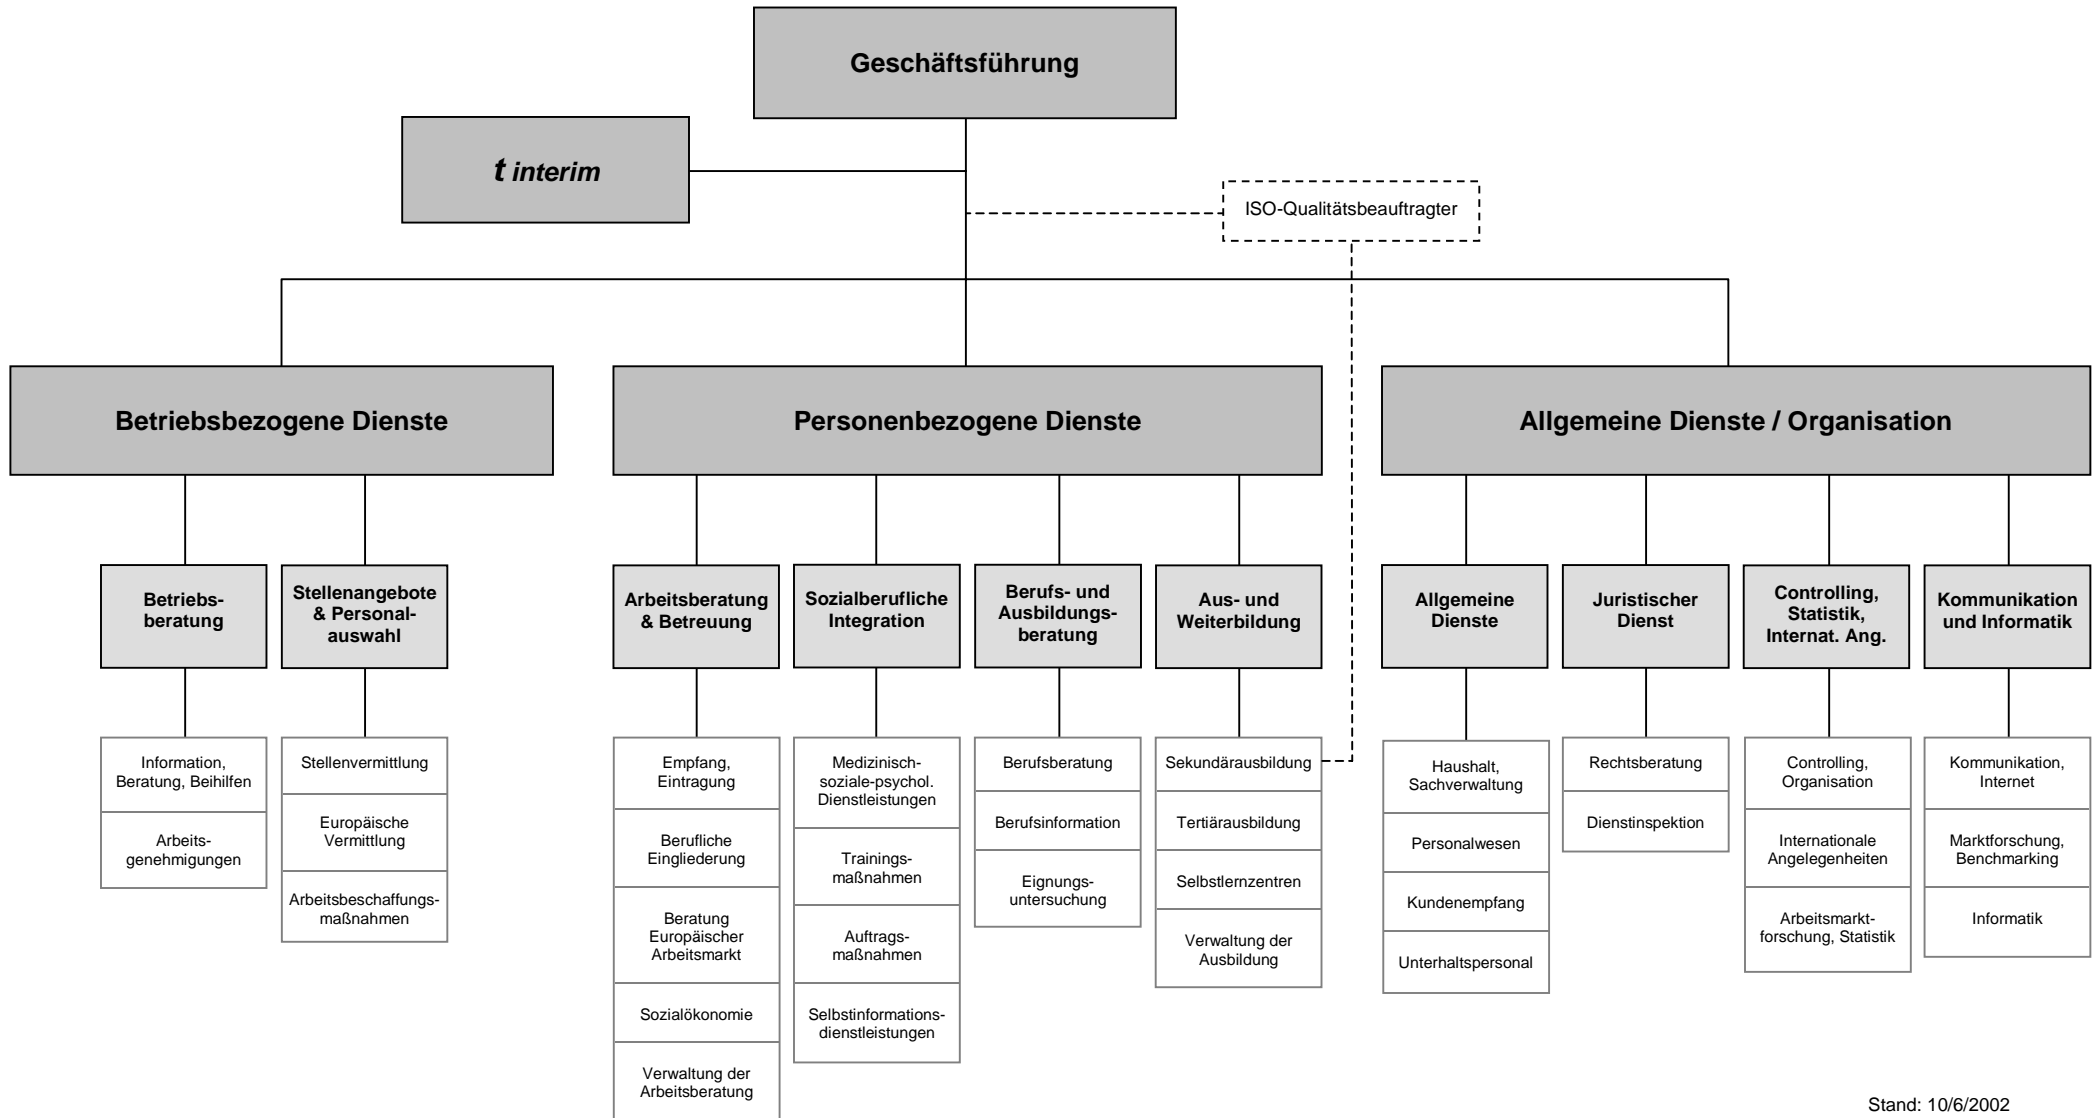 Geschäftsführung
t interim
ISO-Qualitätsbeauftragter
Betriebsbezogene Dienste
Personenbezogene Dienste
Allgemeine Dienste / Organisation
Betriebs-
beratung
Stellenangebote
& Personal-
auswahl
Arbeitsberatung
& Betreuung
Sozialberufliche
Integration
Berufs- und
Ausbildungs-
beratung
Aus- und
Weiterbildung
Allgemeine
Dienste
Juristischer
Dienst
Controlling,
Statistik,
Internat. Ang.
Kommunikation
und Informatik
Information,
Beratung, Beihilfen
Arbeits-
genehmigungen
Stellenvermittlung
Europäische
Vermittlung
Arbeitsbeschaffungs-
maßnahmen
Empfang,
Eintragung
Berufliche
Eingliederung
Beratung
Europäischer
Arbeitsmarkt
Sozialökonomie
Verwaltung der
Arbeitsberatung
Medizinisch-
soziale-psychol.
Dienstleistungen
Trainings-
maßnahmen
Auftrags-
maßnahmen
Selbstinformations-
dienstleistungen
Berufsberatung
Berufsinformation
Eignungs-
untersuchung
Sekundärausbildung
Tertiärausbildung
Selbstlernzentren
Verwaltung der
Ausbildung
Haushalt,
Sachverwaltung
Personalwesen
Kundenempfang
Unterhaltspersonal
Rechtsberatung
Dienstinspektion
Controlling,
Organisation
Internationale
Angelegenheiten
Arbeitsmarkt-
forschung, Statistik
Kommunikation,
Internet
Marktforschung,
Benchmarking
Informatik
Stand: 10/6/2002